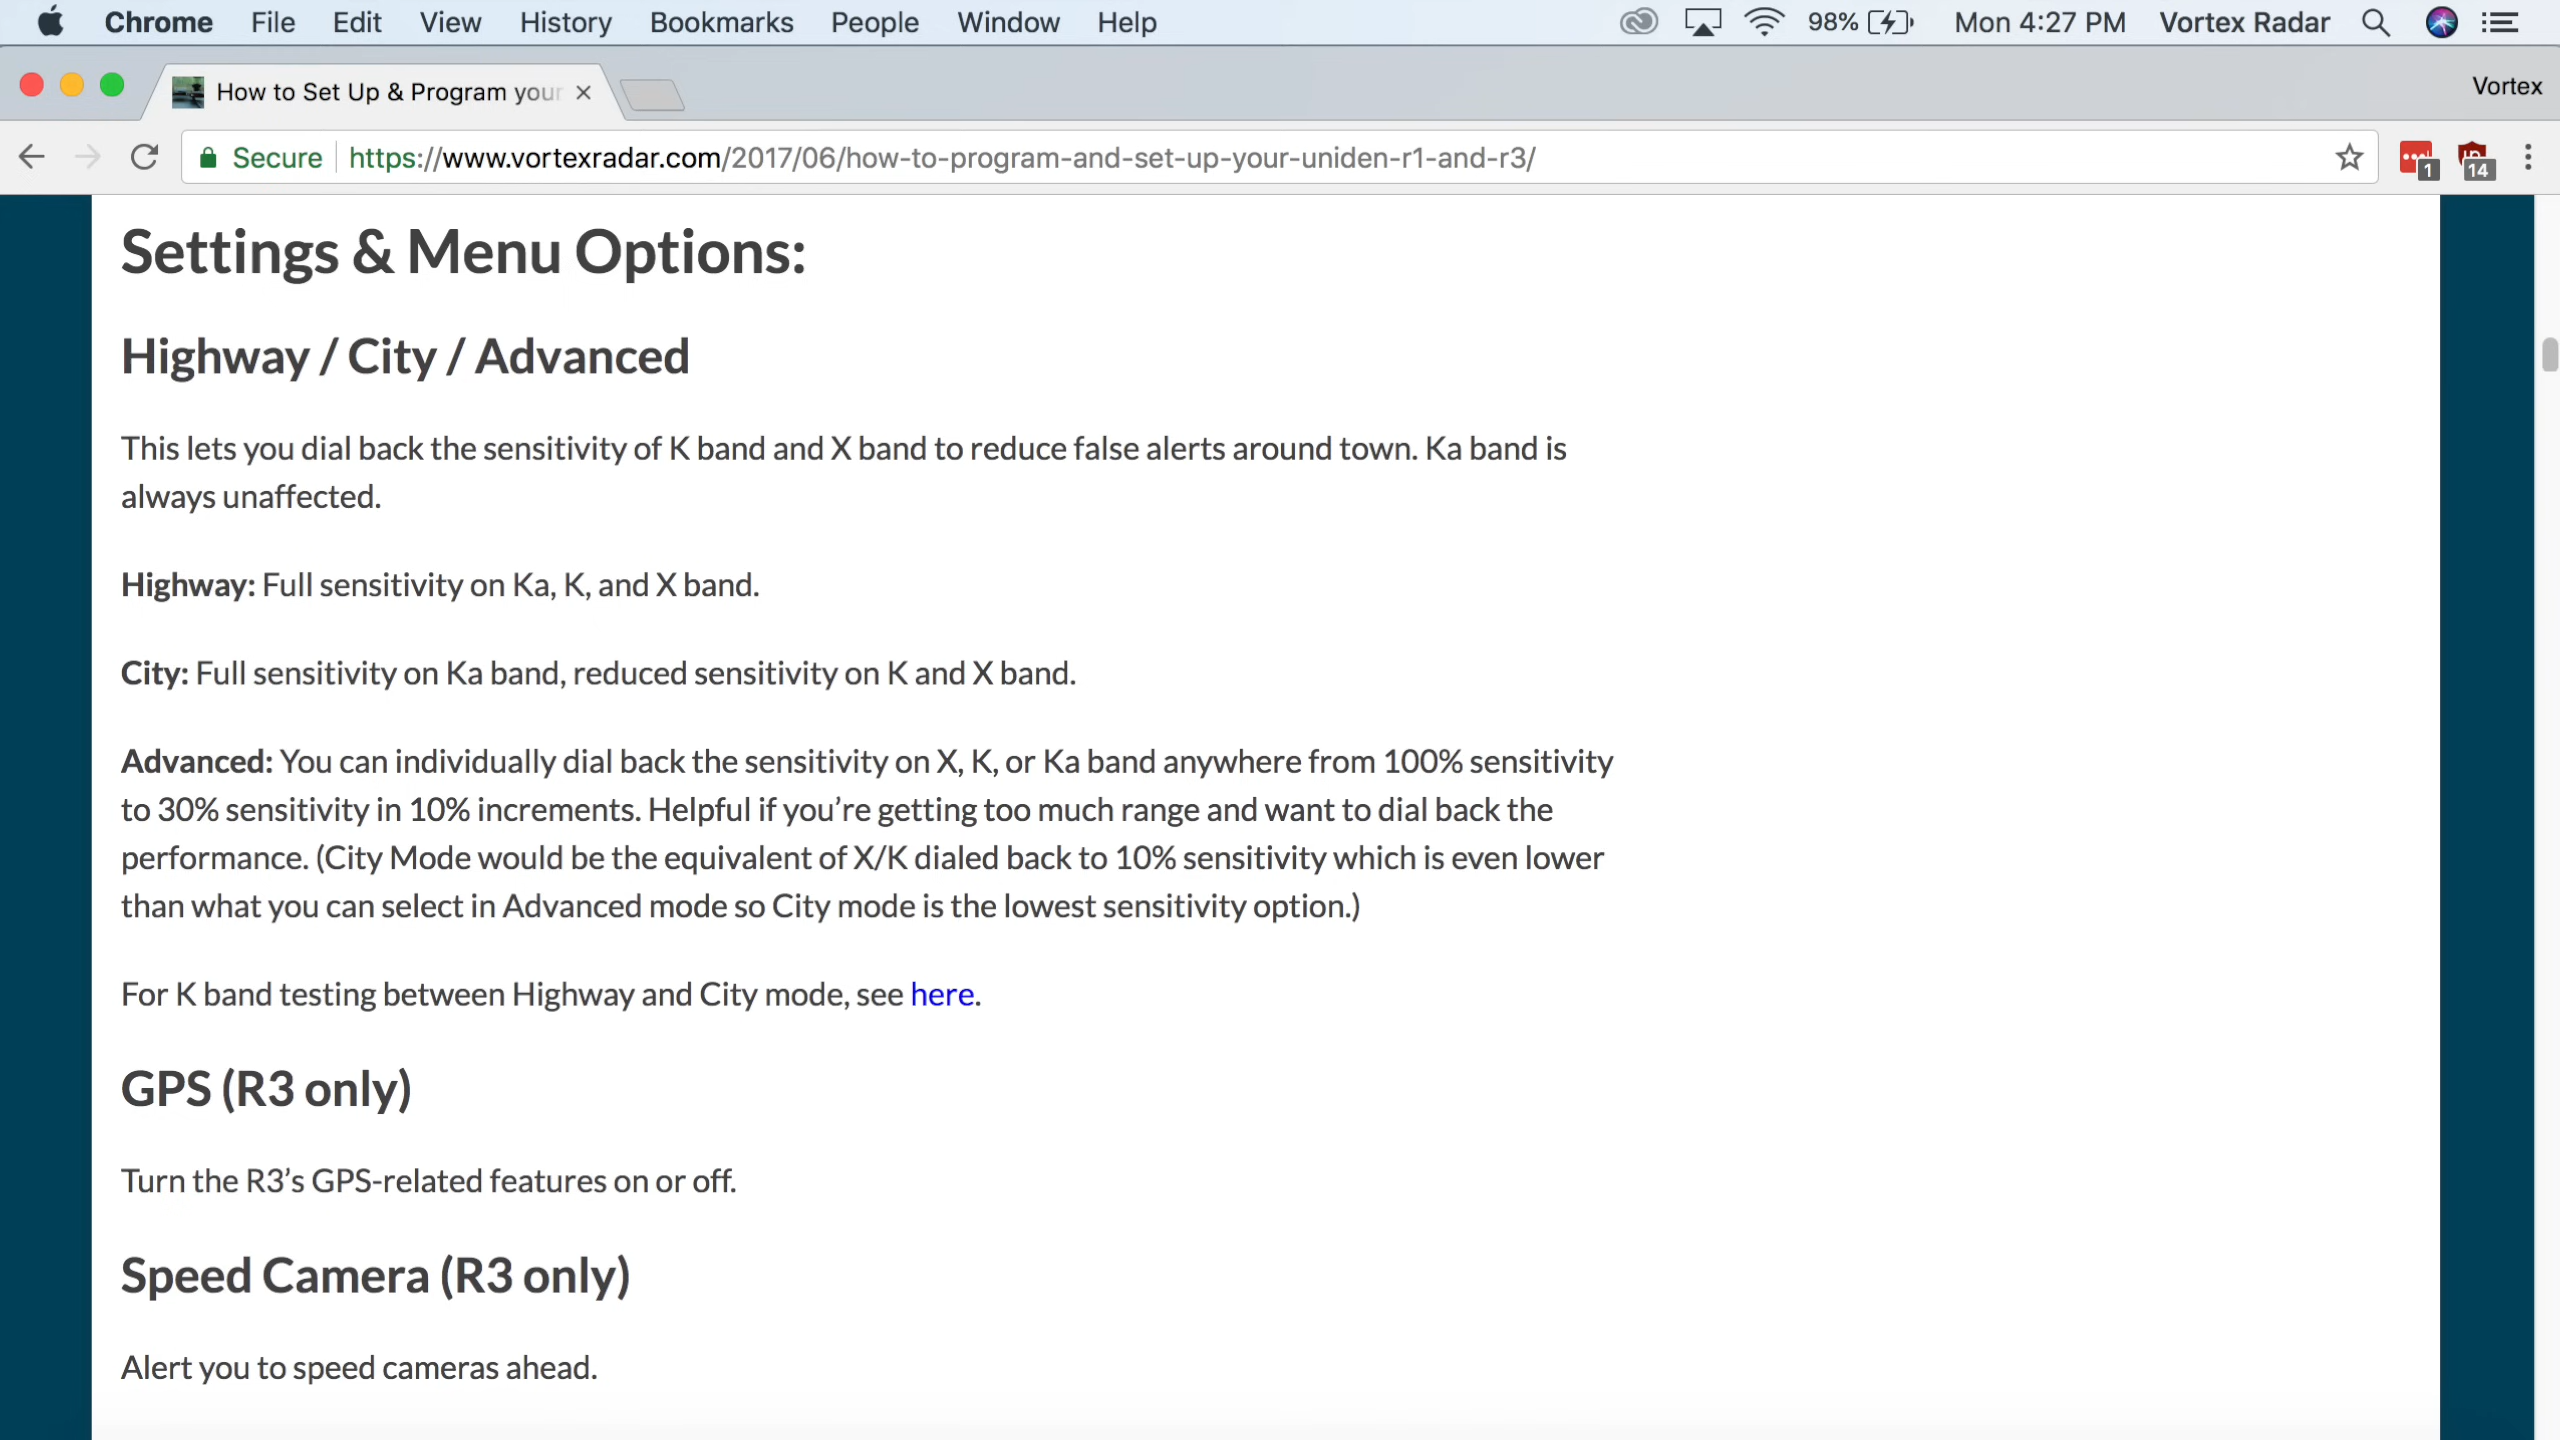 Chrome File Edit View History Bookmarks People Window Help 98% Mon 4:27 PM Vortex Radar
How to Set Up & Program your Vortex
Secure https://www.vortexradar.com/2017/06/how-to-program-and-set-up-your-uniden-r1-and-r3/ 1 14
Settings & Menu Options:
Highway / City / Advanced
This lets you dial back the sensitivity of K band and X band to reduce false alerts around town. Ka band is
always unaffected.
Highway: Full sensitivity on Ka, K, and X band.
City: Full sensitivity on Ka band, reduced sensitivity on K and X band.
Advanced: You can individually dial back the sensitivity on X, K, or Ka band anywhere from 100% sensitivity
to 30% sensitivity in 10% increments. Helpful if you’re getting too much range and want to dial back the
performance. (City Mode would be the equivalent of X/K dialed back to 10% sensitivity which is even lower
than what you can select in Advanced mode so City mode is the lowest sensitivity option.)
For K band testing between Highway and City mode, see here.
GPS (R3 only)
Turn the R3’s GPS-related features on or off.
Speed Camera (R3 only)
Alert you to speed cameras ahead.